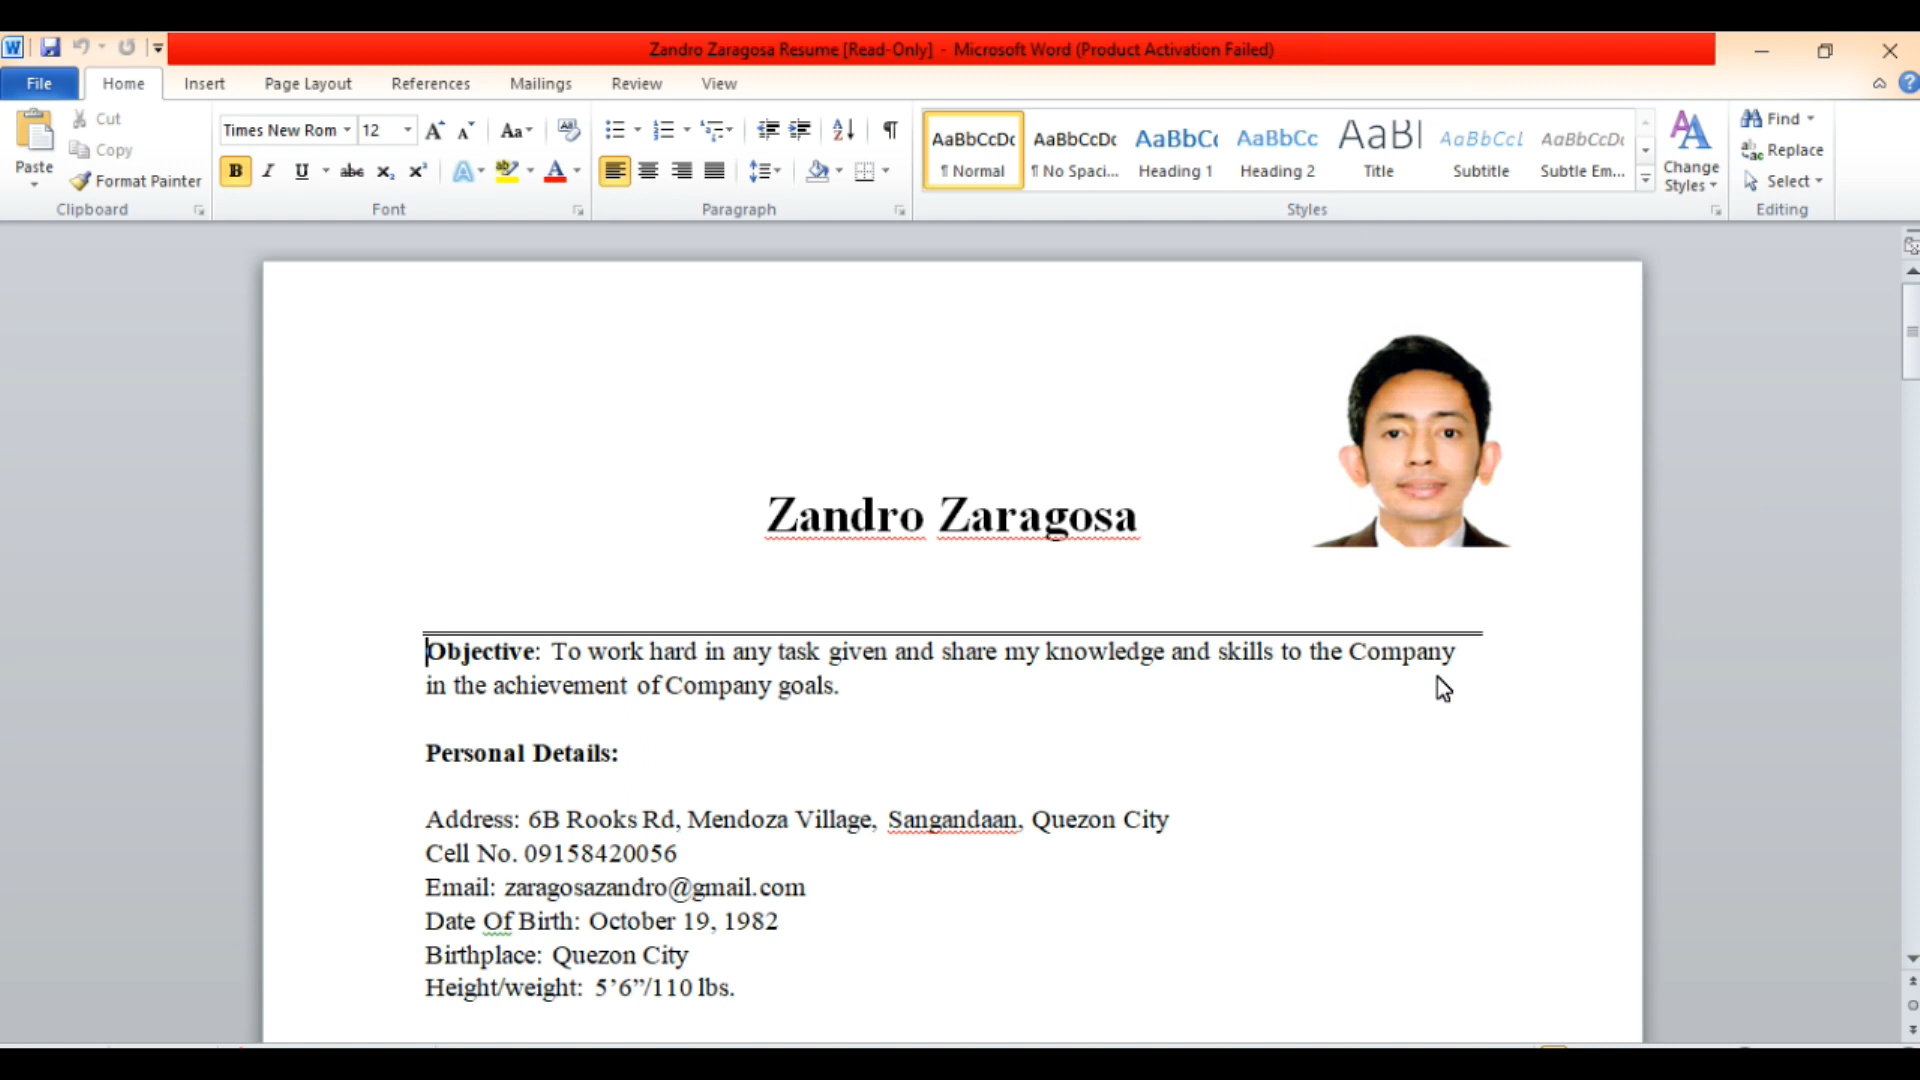 Zandro Zaragosa Resume [Read-Only] - Microsoft Word (Product Activation Failed)
File Home Insert Page Layout References Mailings Review View
Paste
Cut
Copy
Format Painter
Clipboard
Times New Rom 12
Font
Paragraph
AaBbCcDc AaBbCcDc AaBbC AaBbCc AaBl AaBbCcl AaBbCcDc
¶ Normal ¶ No Spaci... Heading 1 Heading 2 Title Subtitle Subtle Em...
Styles
Change
Styles
Find
Replace
Select
Editing
Zandro Zaragosa
Objective: To work hard in any task given and share my knowledge and skills to the Company
in the achievement of Company goals.
Personal Details:
Address: 6B Rooks Rd, Mendoza Village, Sangandaan, Quezon City
Cell No. 09158420056
Email: zaragosazandro@gmail.com
Date Of Birth: October 19, 1982
Birthplace: Quezon City
Height/weight: 5’6”/110 lbs.